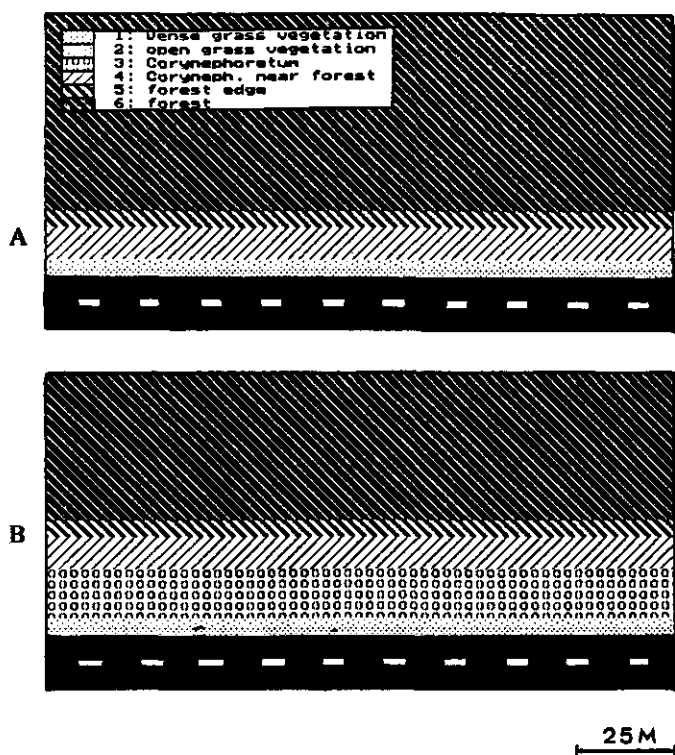 1: Dense grass vegetation
2: open grass vegetation
3: Corynephoretum
4: Coryneph. near forest
5: forest edge
6: forest
A
B
25M